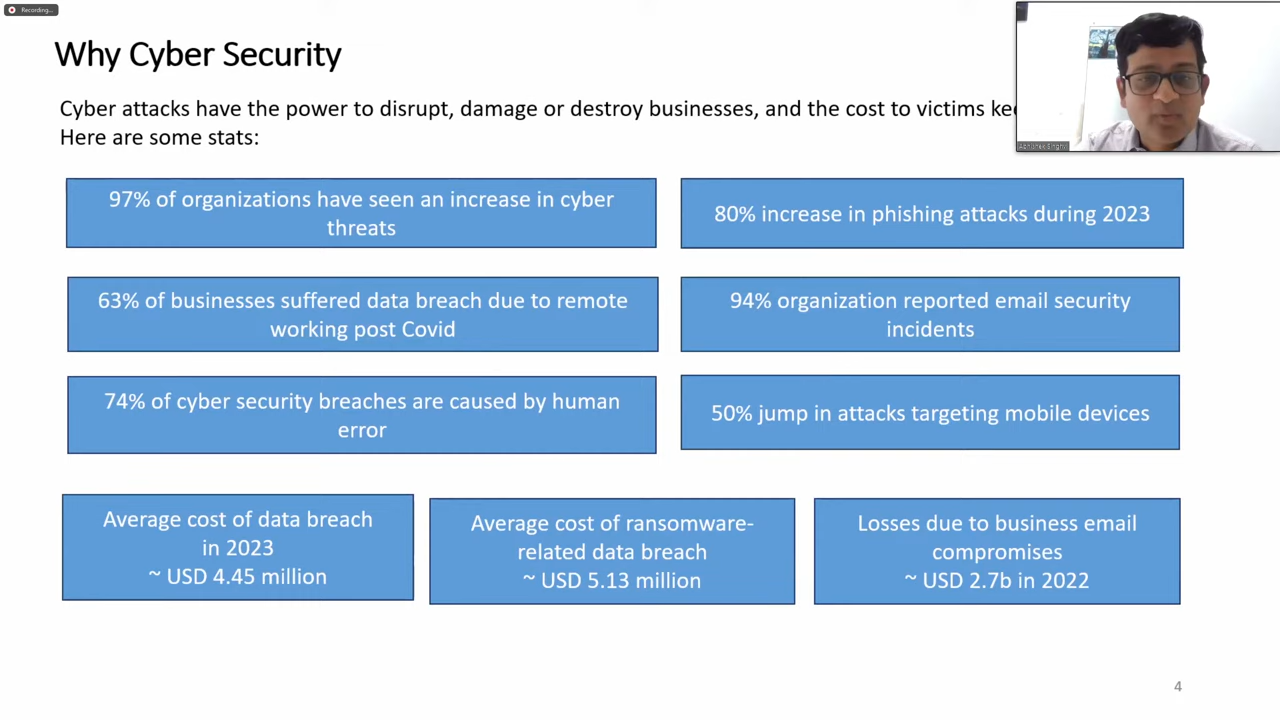 Recording...
Why Cyber Security
Cyber attacks have the power to disrupt, damage or destroy businesses, and the cost to victims
Here are some stats:
97% of organizations have seen an increase in cyber
threats
80% increase in phishing attacks during 2023
63% of businesses suffered data breach due to remote
working post Covid
94% organization reported email security
incidents
74% of cyber security breaches are caused by human
error
50% jump in attacks targeting mobile devices
Average cost of data breach
in 2023
~ USD 4.45 million
Average cost of ransomware-
related data breach
~ USD 5.13 million
Losses due to business email
compromises
~ USD 2.7b in 2022
Abhishek Singhvi
4